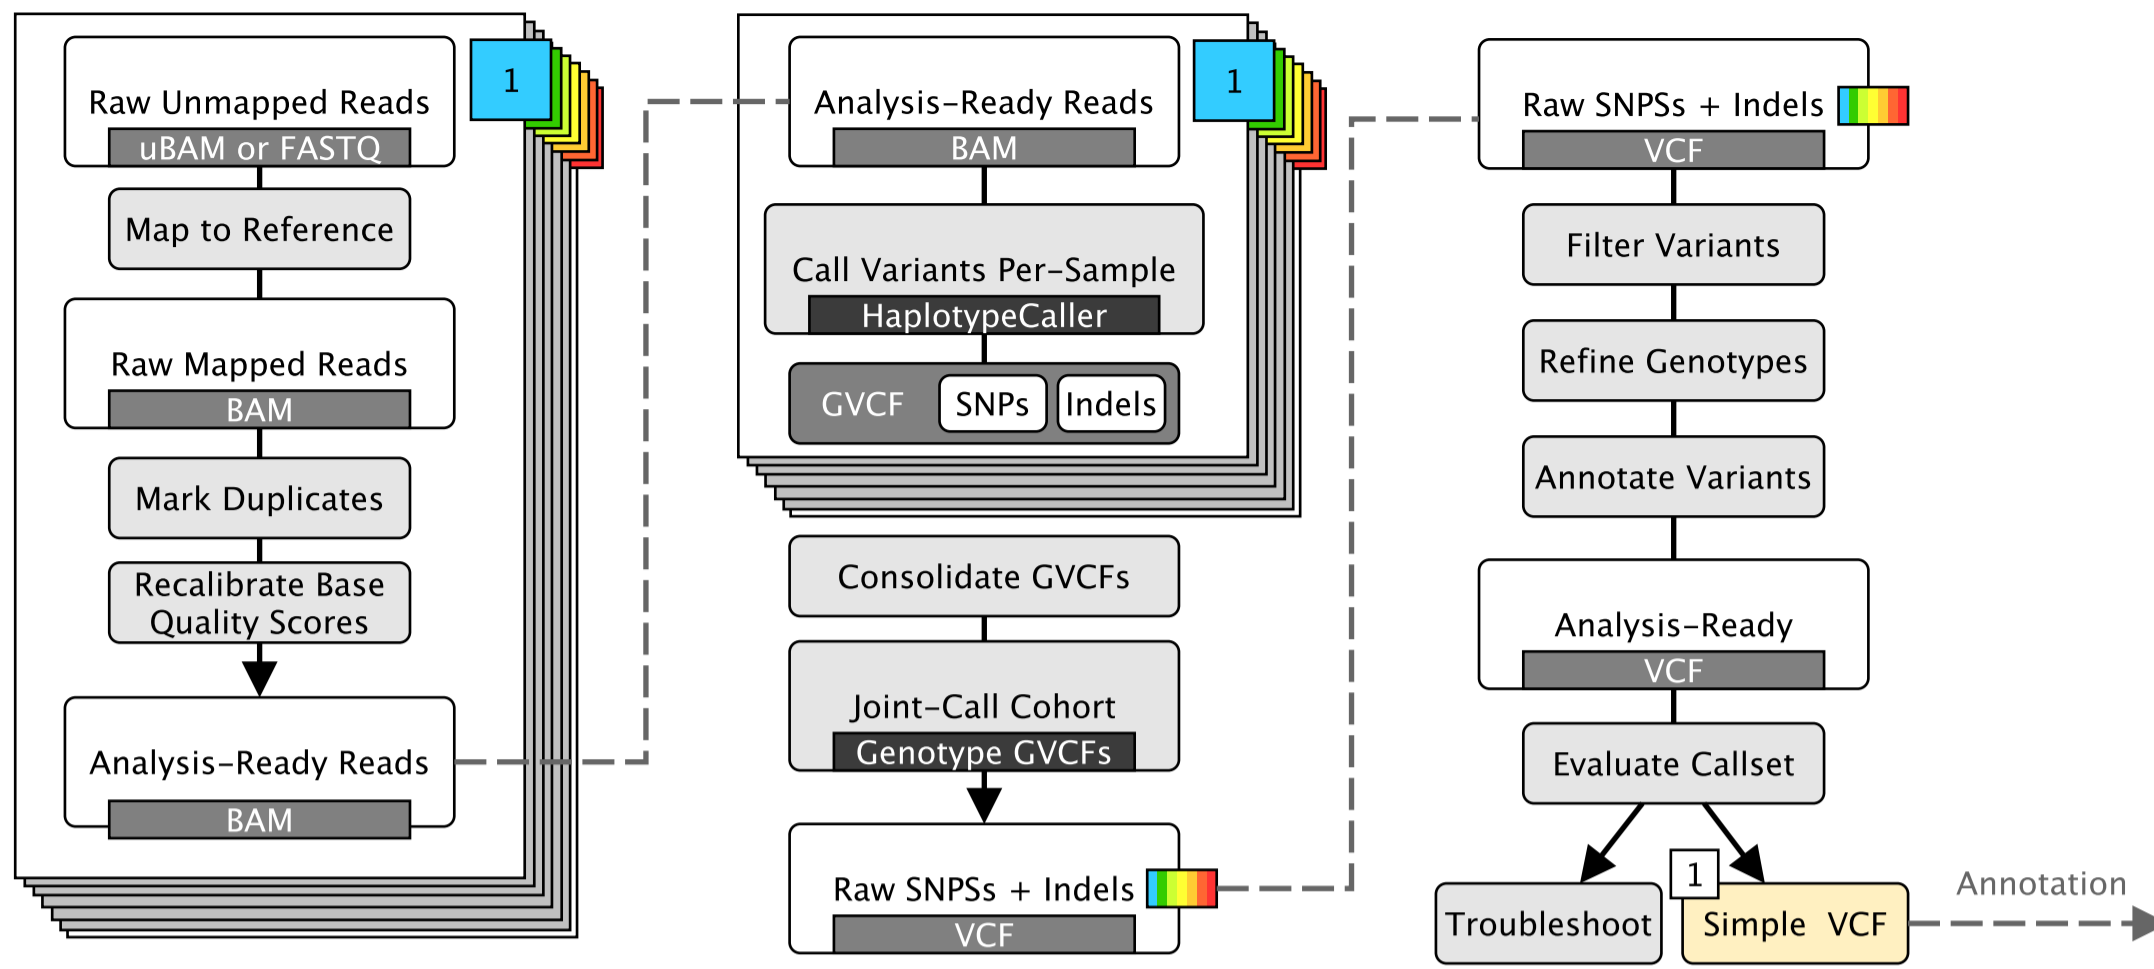 1
Raw Unmapped Reads
uBAM or FASTQ
Map to Reference
Raw Mapped Reads
BAM
Mark Duplicates
Recalibrate Base
Quality Scores
Analysis-Ready Reads
BAM
1
Analysis-Ready Reads
BAM
Call Variants Per-Sample
HaplotypeCaller
GVCF SNPs Indels
Consolidate GVCFs
Joint-Call Cohort
Genotype GVCFs
Raw SNPSs + Indels
VCF
Raw SNPSs + Indels
VCF
Filter Variants
Refine Genotypes
Annotate Variants
Analysis-Ready
VCF
Evaluate Callset
Troubleshoot
1
Simple VCF
Annotation